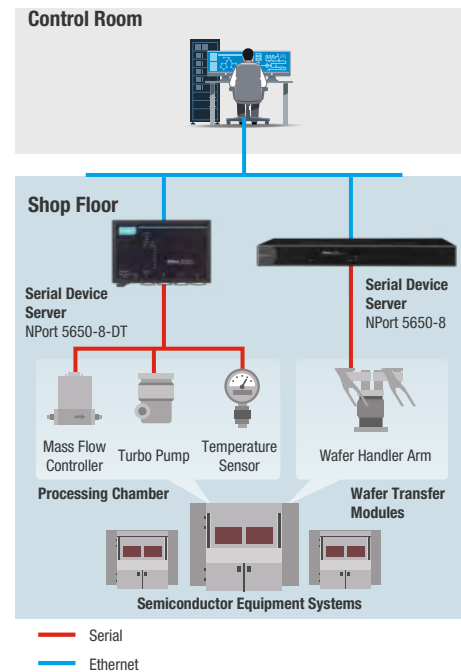 Control Room
Shop Floor
Serial Device
Server
NPort 5650-8-DT
Serial Device
Server
NPort 5650-8
Mass Flow
Controller
Turbo Pump
Temperature
Sensor
Wafer Handler Arm
Processing Chamber
Wafer Transfer
Modules
Semiconductor Equipment Systems
Serial
Ethernet